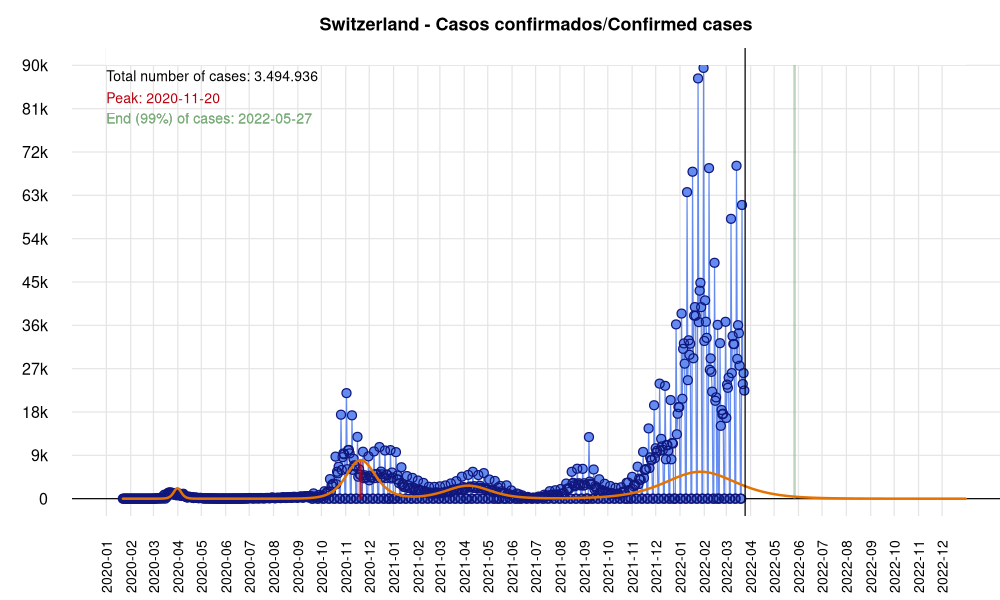 Switzerland - Casos confirmados/Confirmed cases
90k
81k
72k
63k
54k
45k
36k
27k
18k
9k
0
Total number of cases: 3.494.936
Peak: 2020-11-20
End (99%) of cases: 2022-05-27
2020-01
2020-02
2020-03
2020-04
2020-05
2020-06
2020-07
2020-08
2020-09
2020-10
2020-11
2020-12
2021-01
2021-02
2021-03
2021-04
2021-05
2021-06
2021-07
2021-08
2021-09
2021-10
2021-11
2021-12
2022-01
2022-02
2022-03
2022-04
2022-05
2022-06
2022-07
2022-08
2022-09
2022-10
2022-11
2022-12